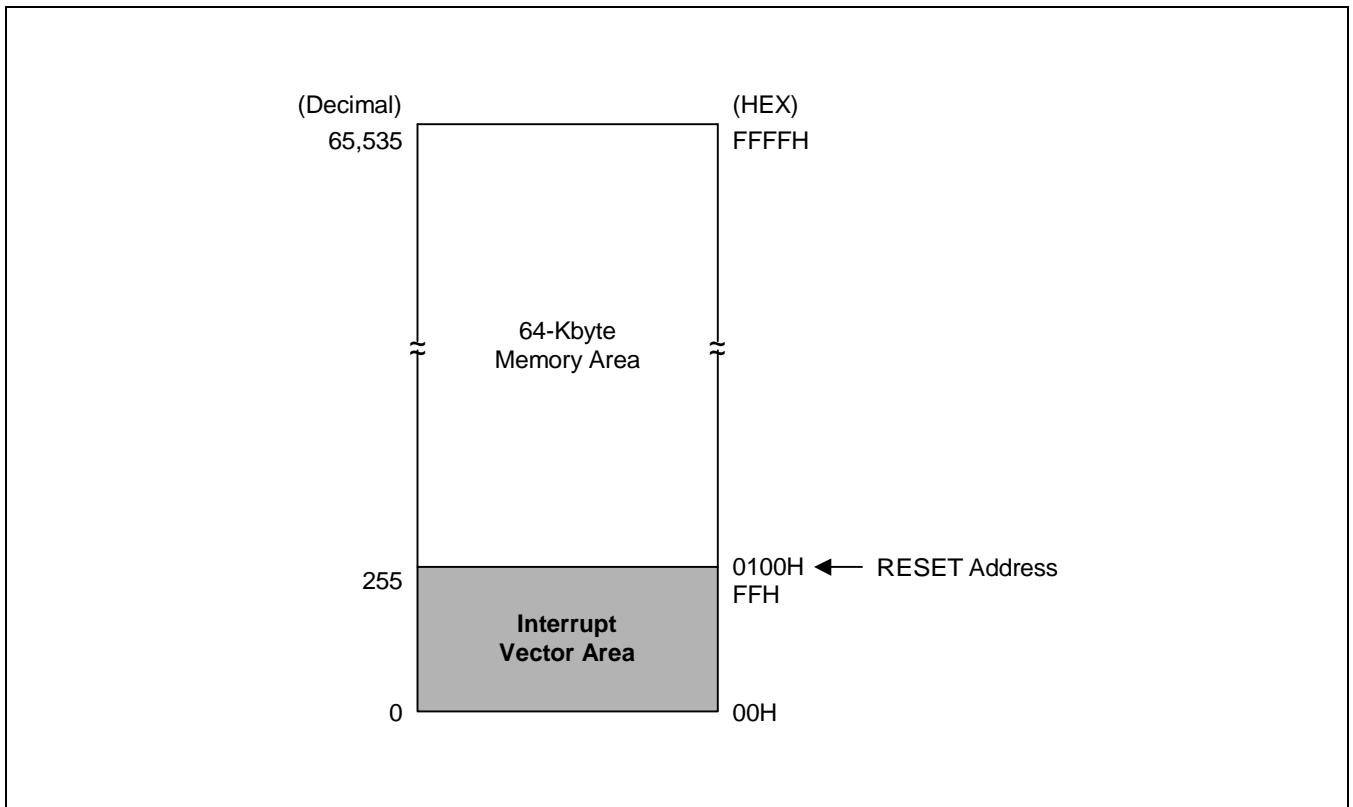 (Decimal)
(HEX)
65,535
FFFFH
64-Kbyte
Memory Area
0100H
RESET Address
255
FFH
Interrupt
Vector Area
0
00H